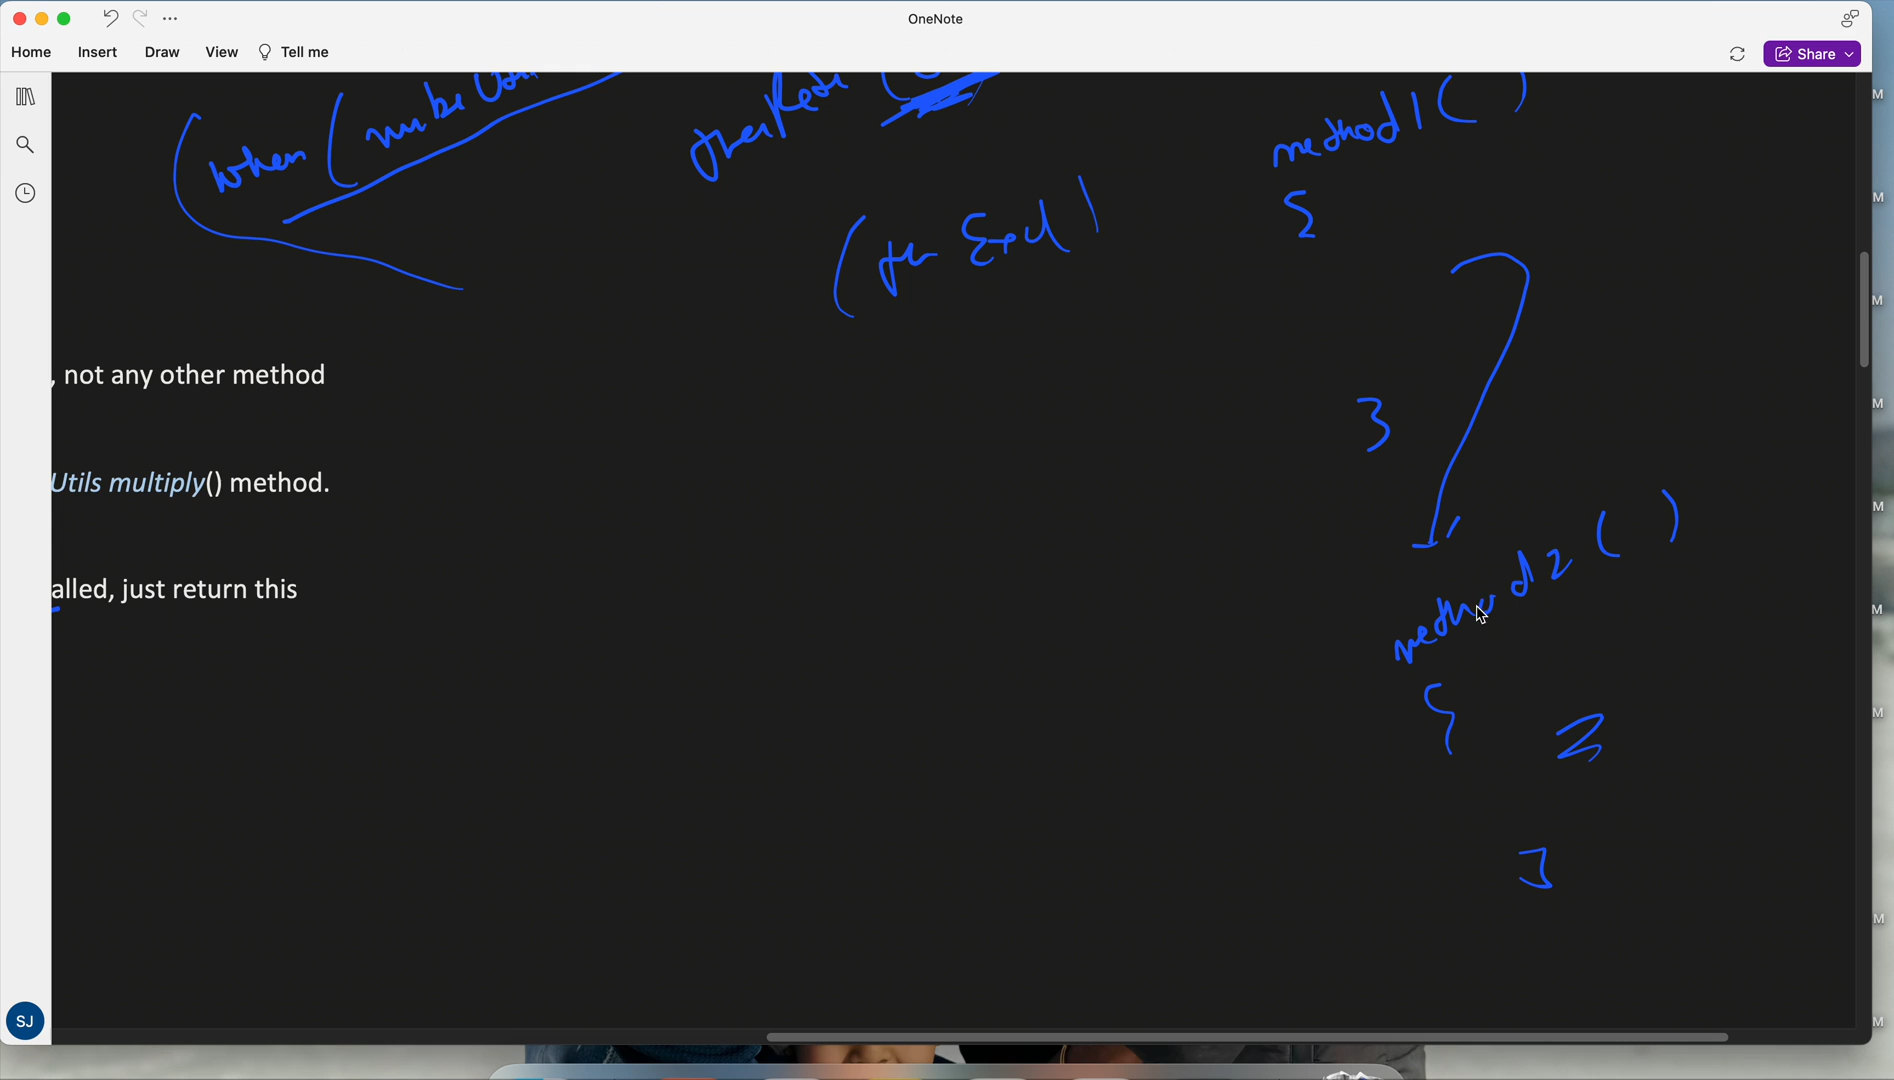 OneNote
Home Insert Draw View Tell me
Share
when (
method1 ( )
{
, not any other method
}
Utils multiply() method.
method2 ( )
alled, just return this
{
}
SJ
M
M
M
M
M
M
M
M
M